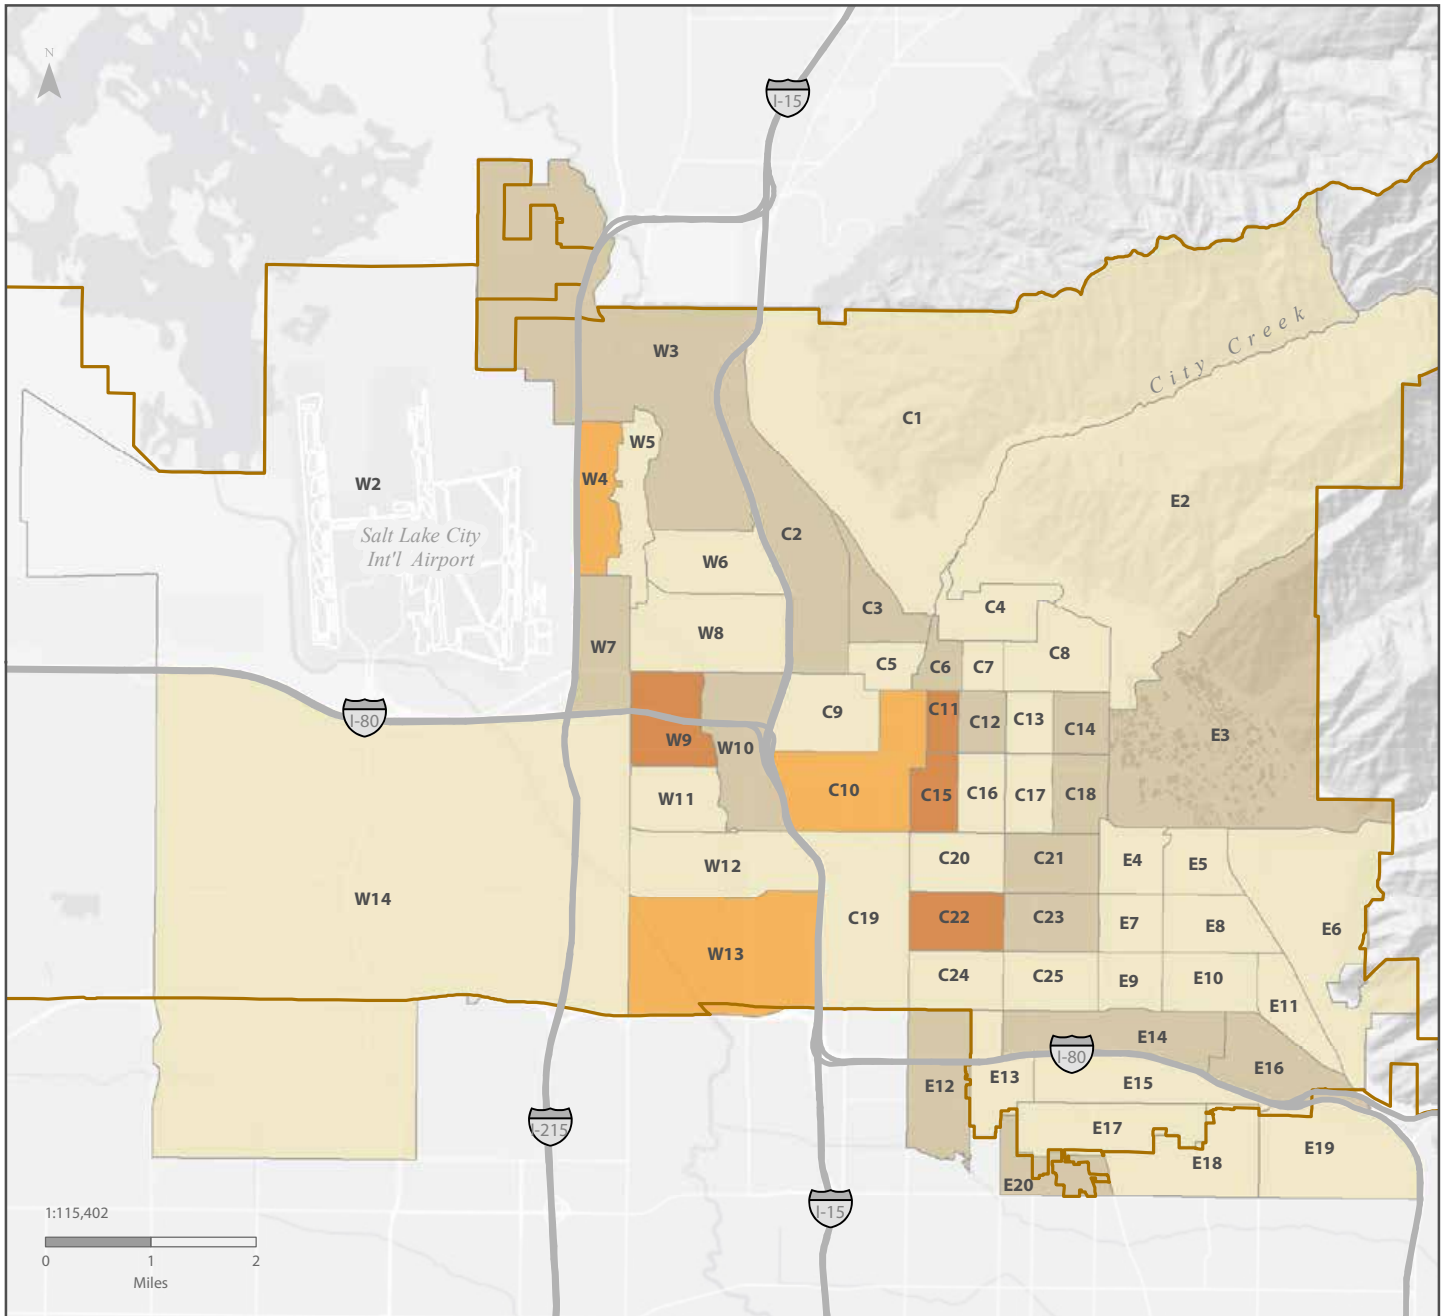 N
I-15
City Creek
W3
C1
W5
W4
W2
E2
Salt Lake City
Int'l Airport
C2
W6
C3
C4
W8
W7
C5
C6
C7
C8
I-80
C9
C11
C12
C13
C14
E3
W9
W10
C10
C15
C16
C17
C18
W11
W12
C20
C21
E4
E5
W14
C19
C22
C23
E7
E8
E6
W13
C24
C25
E9
E10
E11
E14
I-80
E16
E12
E13
E15
I-215
E17
E19
E18
E20
I-15
1:115,402
0 1 2
Miles